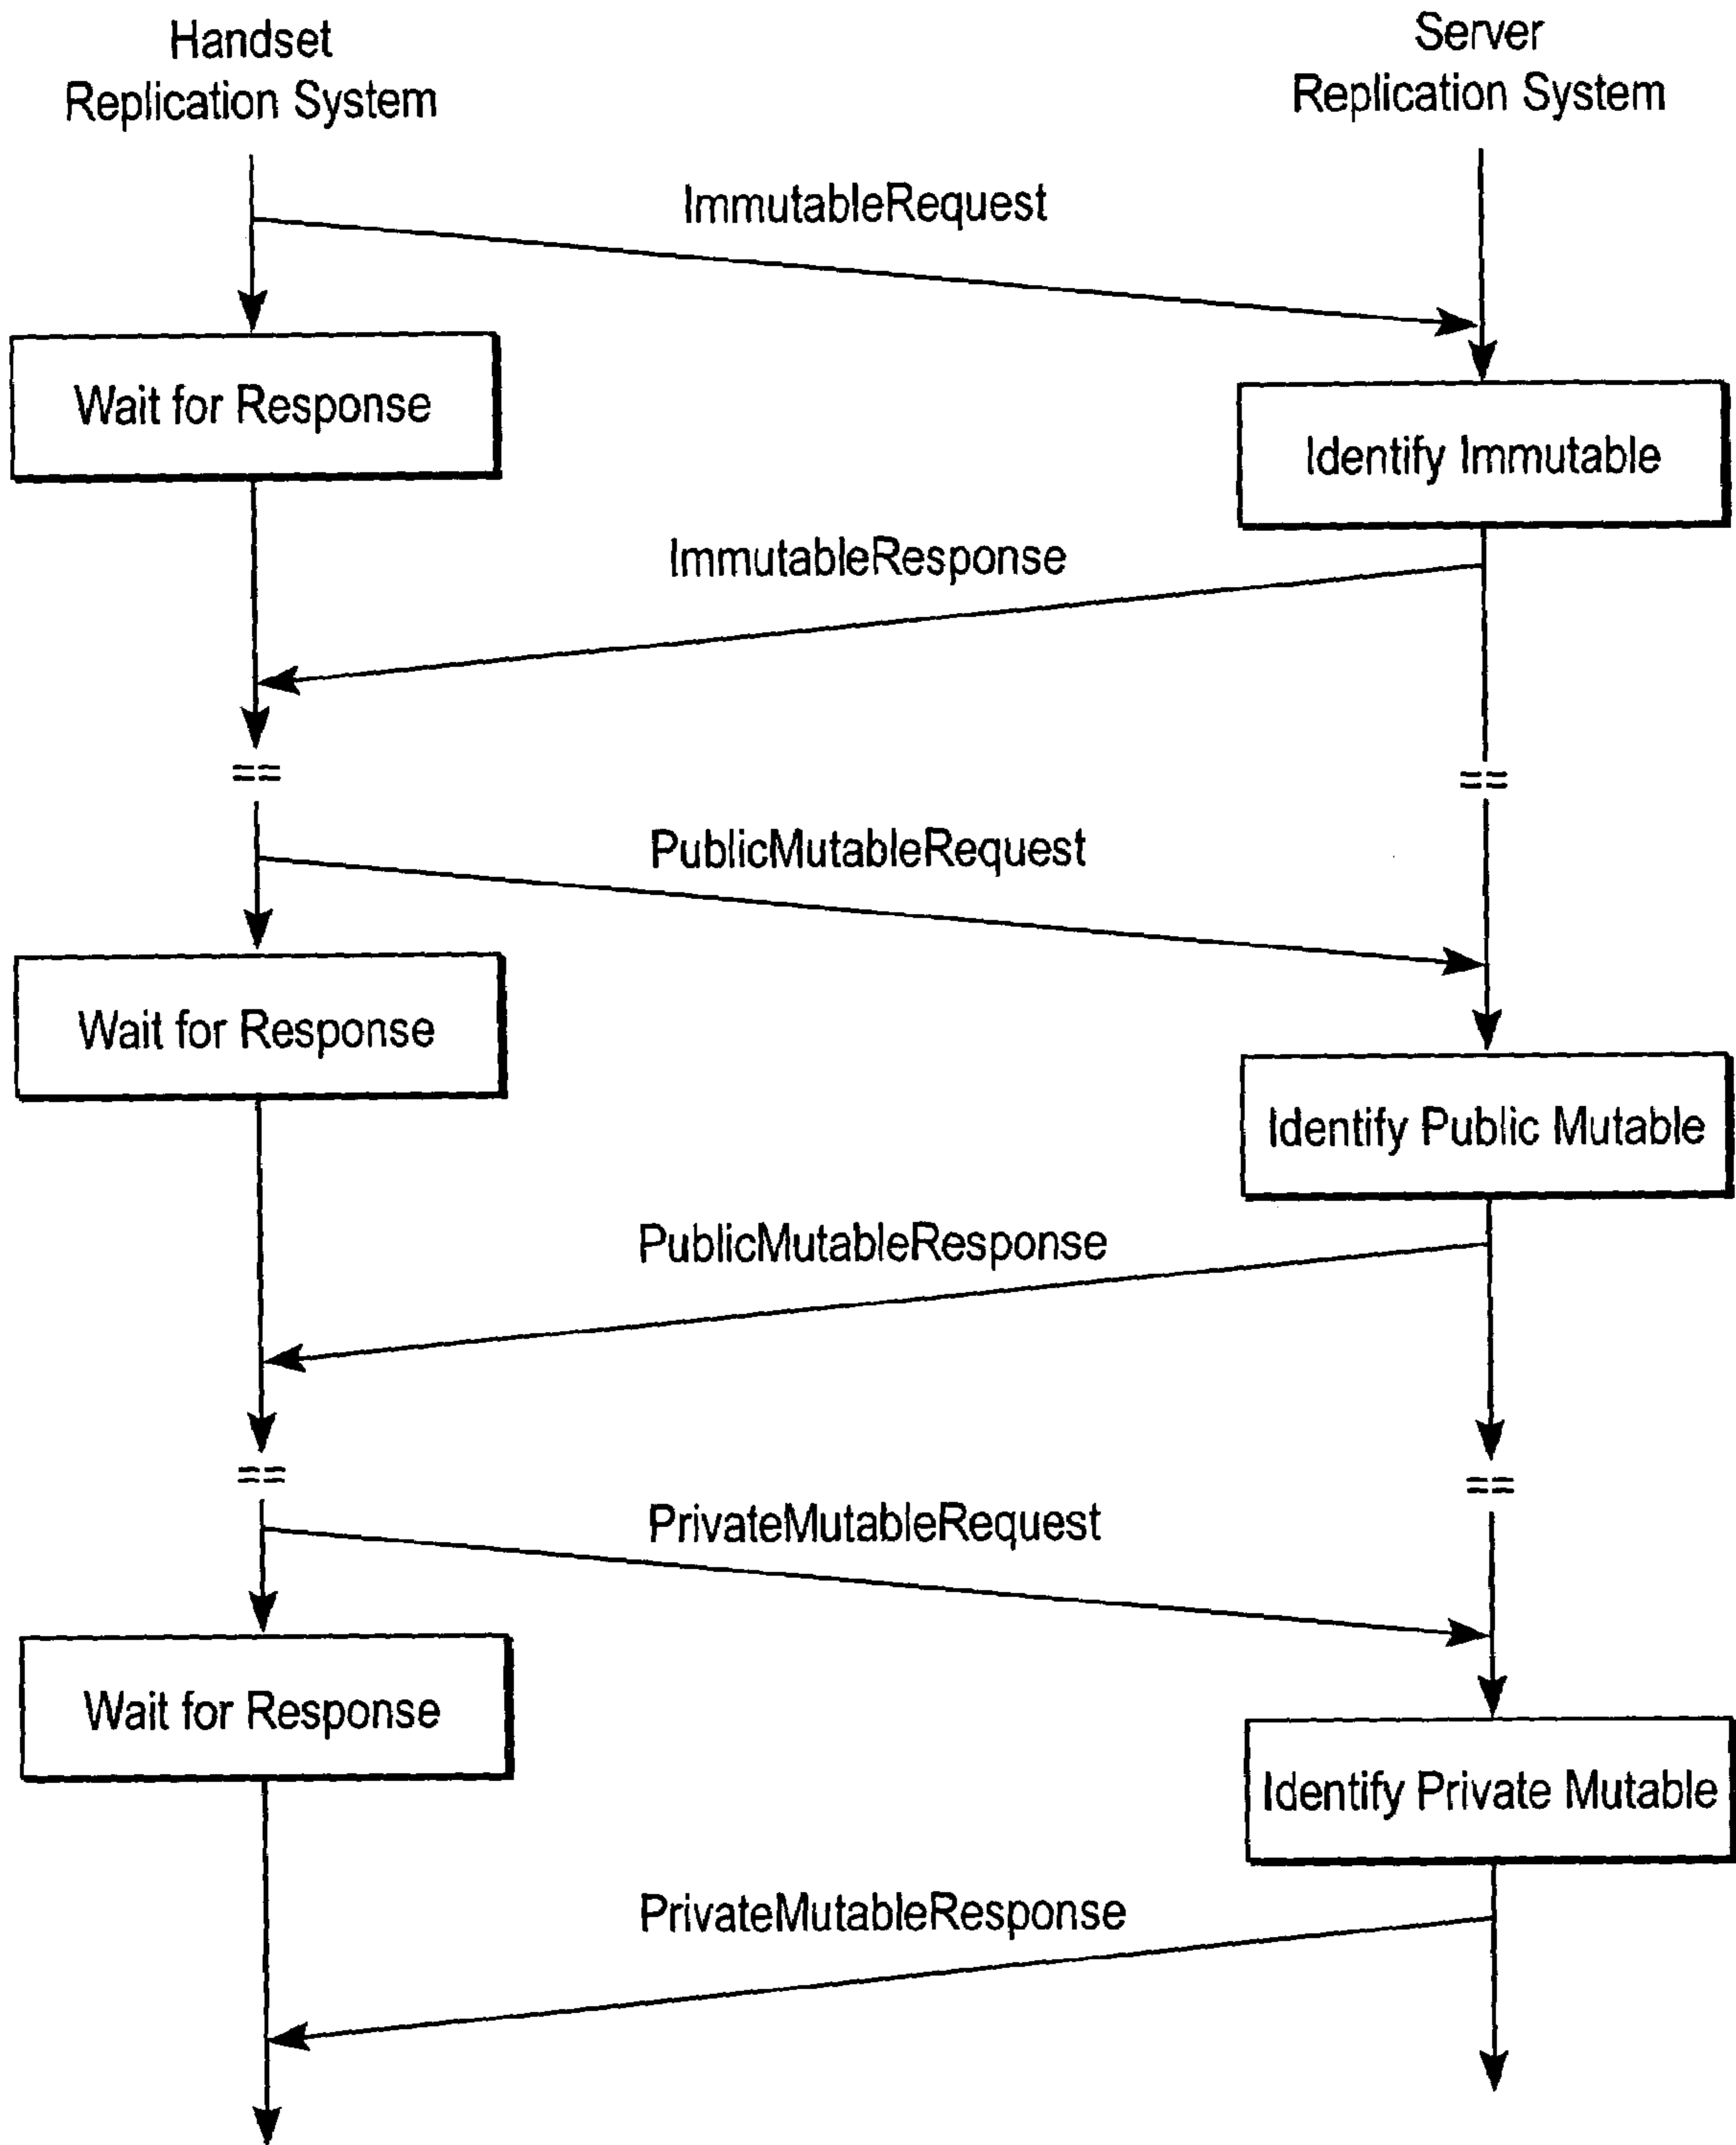 Handset
Replication System
Server
Replication System
ImmutableRequest
Wait for Response
Identify Immutable
ImmutableResponse
==
==
PublicMutableRequest
Wait for Response
Identify Public Mutable
PublicMutableResponse
==
==
PrivateMutableRequest
Wait for Response
Identify Private Mutable
PrivateMutableResponse